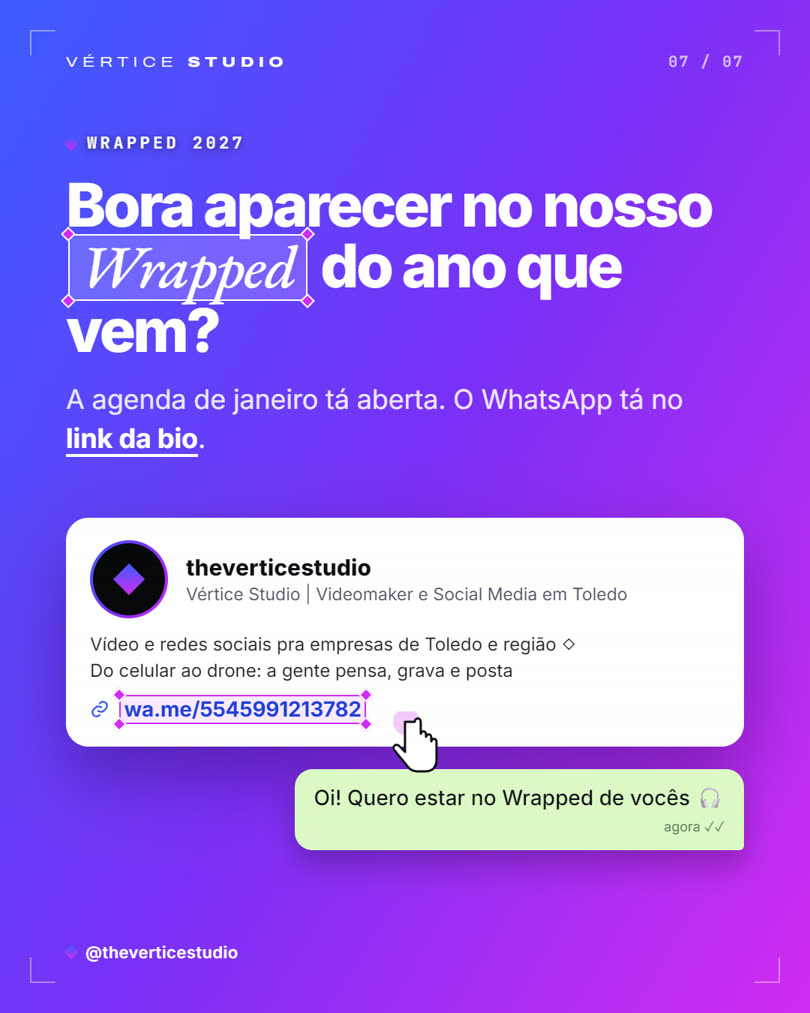 VÉRTICE STUDIO
07 / 07
WRAPPED 2027
Bora aparecer no nosso
Wrapped do ano que
vem?
A agenda de janeiro tá aberta. O WhatsApp tá no
link da bio.
theverticestudio
Vértice Studio | Videomaker e Social Media em Toledo
Vídeo e redes sociais pra empresas de Toledo e região ◇
Do celular ao drone: a gente pensa, grava e posta
wa.me/5545991213782
Oi! Quero estar no Wrapped de vocês 🎧
agora ✓✓
@theverticestudio